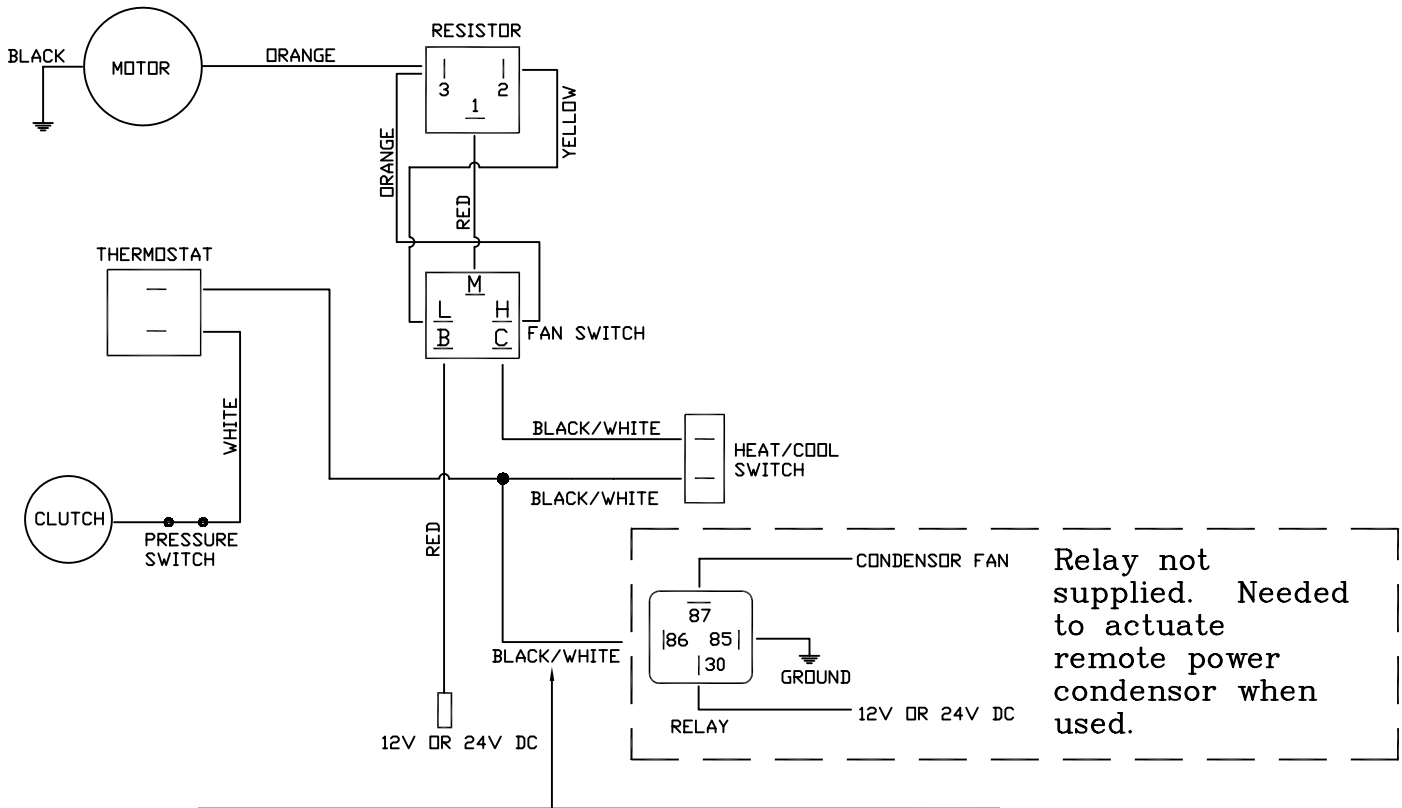 RESISTOR
BLACK
ORANGE
MOTOR
3
2
1
YELLOW
ORANGE
RED
THERMOSTAT
M
L
H
B
C
FAN SWITCH
WHITE
BLACK/WHITE
HEAT/COOL
SWITCH
BLACK/WHITE
CLUTCH
PRESSURE
SWITCH
RED
CONDENSOR FAN
87
86
85
30
GROUND
BLACK/WHITE
RELAY
12V OR 24V DC
12V OR 24V DC
Relay not
supplied. Needed
to actuate
remote power
condensor when
used.